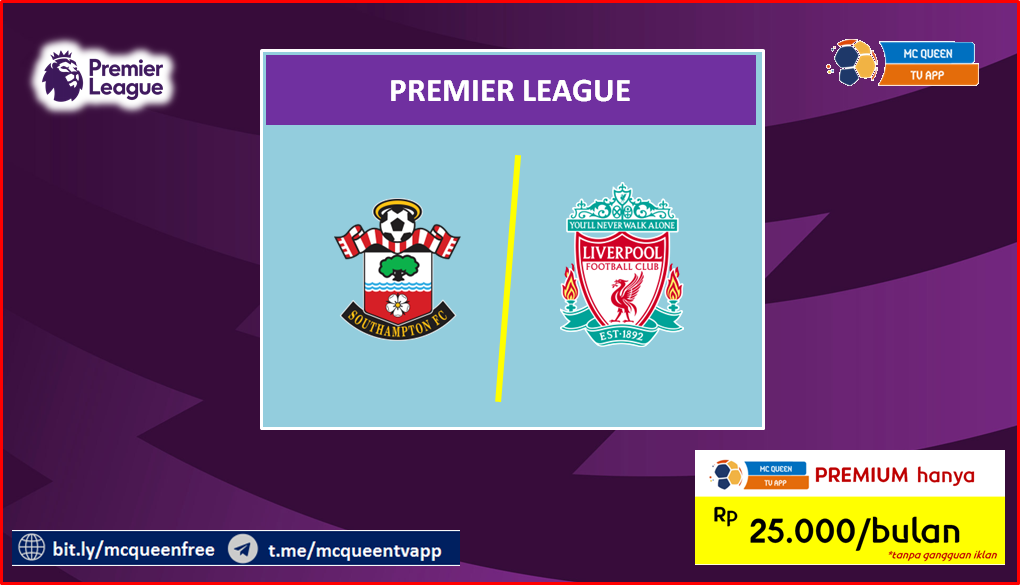 Premier
League
MC QUEEN
TV APP
PREMIER LEAGUE
SOUTHAMPTON FC
YOU'LL NEVER WALK ALONE
LIVERPOOL
FOOTBALL CLUB
EST·1892
MC QUEEN
TV APP
PREMIUM hanya
Rp 25.000/bulan
*tanpa gangguan iklan
bit.ly/mcqueenfree
t.me/mcqueentvapp